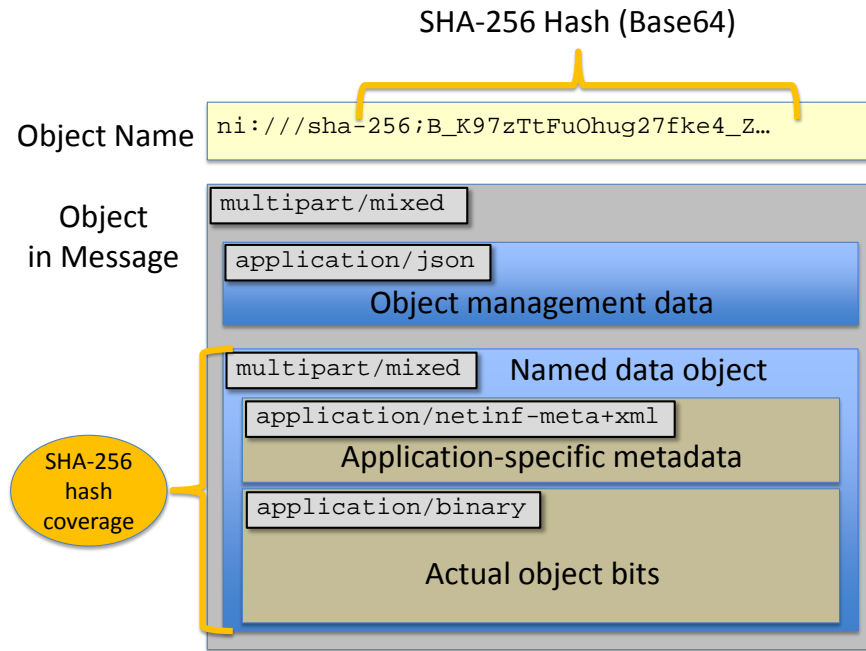 SHA-256 Hash (Base64)
Object Name
ni:///sha-256;B_K97zTtFuOhug27fke4_Z…
Object
in Message
multipart/mixed
application/json
Object management data
multipart/mixed
Named data object
application/netinf-meta+xml
Application-specific metadata
SHA-256
hash
coverage
application/binary
Actual object bits